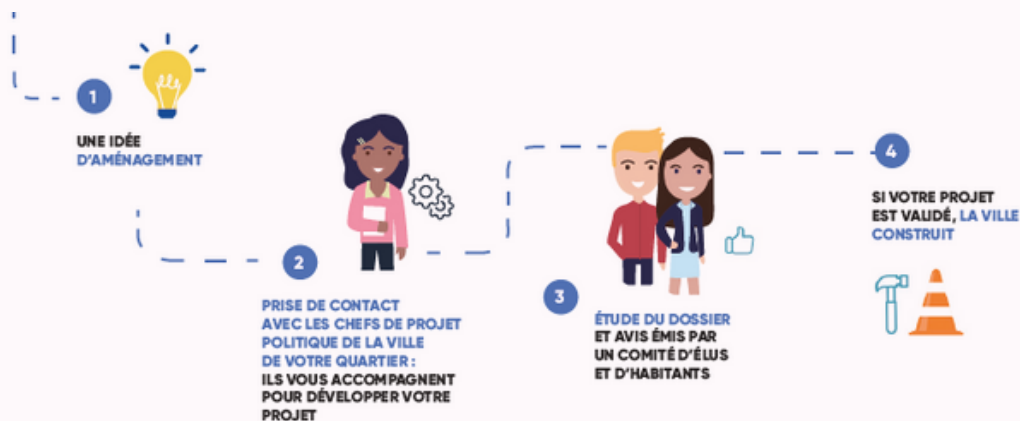 1
UNE IDÉE
D'AMÉNAGEMENT
2
PRISE DE CONTACT
AVEC LES CHEFS DE PROJET
POLITIQUE DE LA VILLE
DE VOTRE QUARTIER :
ILS VOUS ACCOMPAGNENT
POUR DÉVELOPPER VOTRE
PROJET
3
ÉTUDE DU DOSSIER
ET AVIS ÉMIS PAR
UN COMITÉ D'ÉLUS
ET D'HABITANTS
4
SI VOTRE PROJET
EST VALIDÉ, LA VILLE
CONSTRUIT